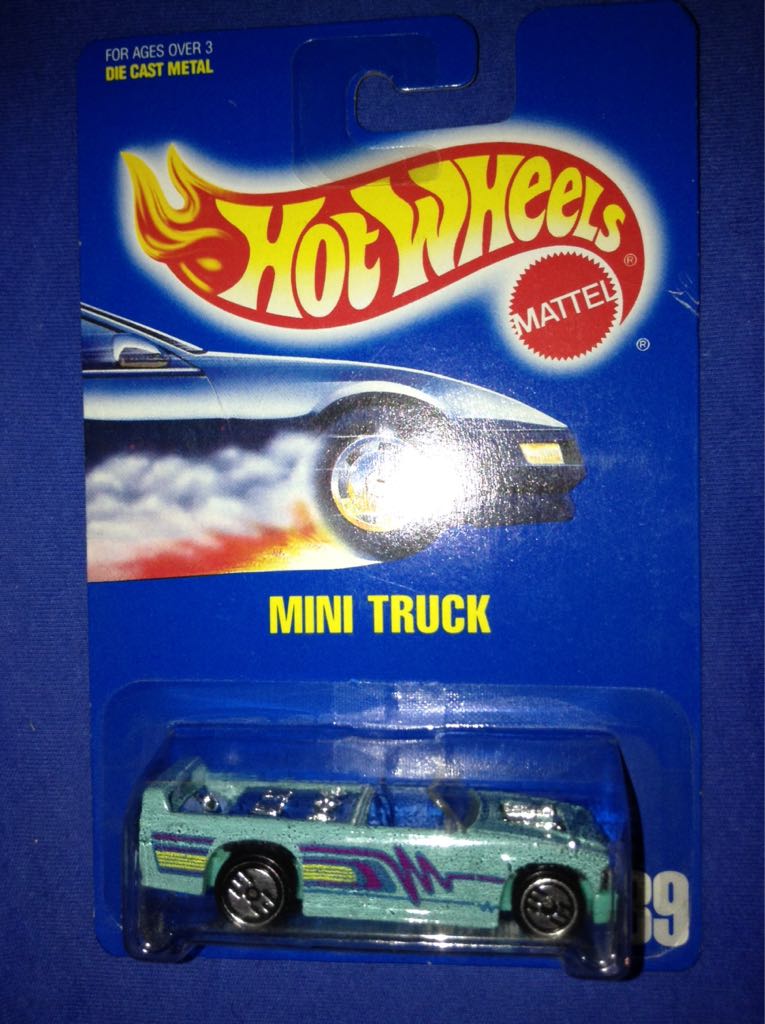 FOR AGES OVER 3
DIE CAST METAL
HOT WHEELS ®
MATTEL
®
MINI TRUCK